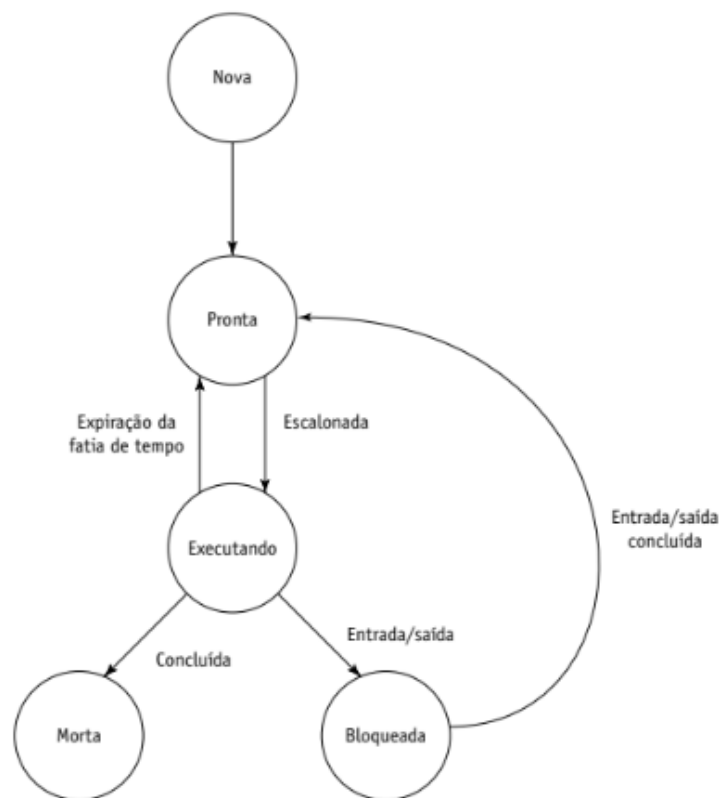 Nova
Pronta
Expiração da
fatia de tempo
Escalonada
Executando
Entrada/saída
concluída
Entrada/saída
Concluída
Morta
Bloqueada